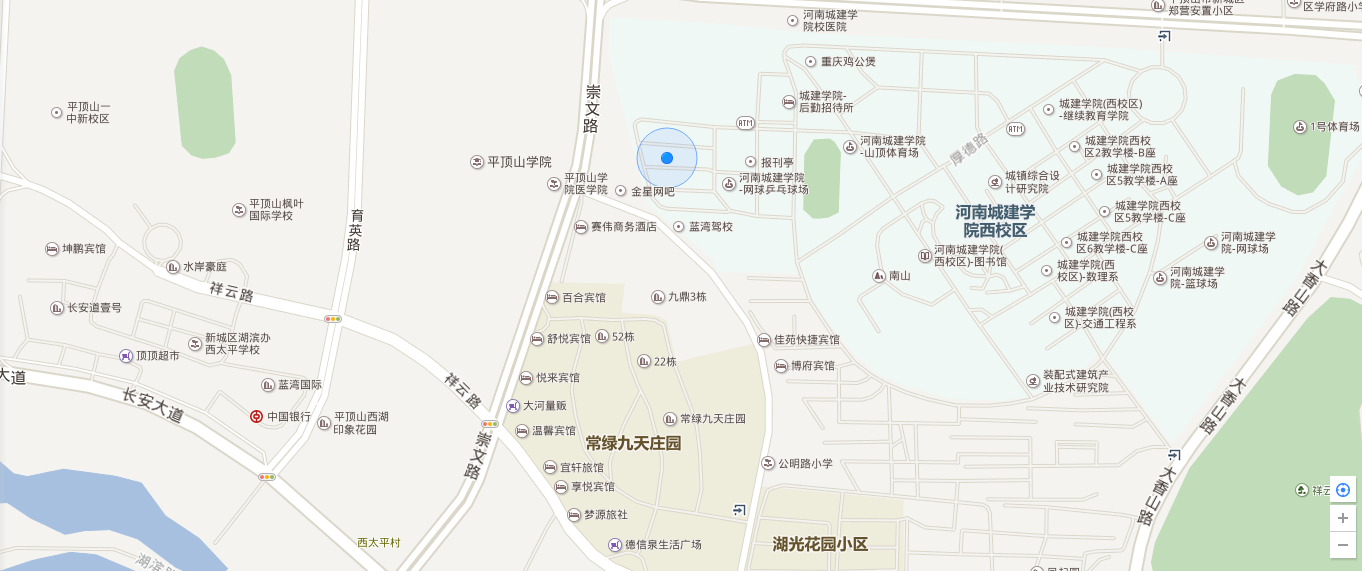 河南城建学
院校医院
平顶山市新城区
郑营安置小区
区学府路小学
重庆鸡公煲
崇文路
城建学院-
后勤招待所
平顶山一
中新校区
ATM
ATM
城建学院(西校区)
-继续教育学院
1号体育场
河南城建学院
-山顶体育场
厚德路
城建学院西校
区2教学楼-B座
平顶山学院
报刊亭
平顶山学
院医学院
金星网吧
河南城建学院
-网球乒乓球场
城镇综合设
计研究院
城建学院西校
区5教学楼-A座
平顶山枫叶
国际学校
育英路
赛伟商务酒店
蓝湾驾校
河南城建学
院西校区
城建学院西校
区5教学楼-C座
坤鹏宾馆
水岸豪庭
河南城建学院(
西校区)-图书馆
城建学院西校
区6教学楼-C座
河南城建学
院-网球场
南山
城建学院(西
校区)-数理系
河南城建学
院-篮球场
大香山路
祥云路
长安道壹号
百合宾馆
九鼎3栋
城建学院(西校
区)-交通工程系
新城区湖滨办
西太平学校
舒悦宾馆
52栋
佳苑快捷宾馆
顶顶超市
22栋
博府宾馆
大道
蓝湾国际
悦来宾馆
装配式建筑产
业技术研究院
祥云路
大香山路
长安大道
中国银行
平顶山西湖
印象花园
大河量贩
常绿九天庄园
温馨宾馆
常绿九天庄园
崇文路
宜轩旅馆
公明路小学
享悦宾馆
大香山路
祥云
梦源旅社
西太平村
德信泉生活广场
湖光花园小区
湖滨路